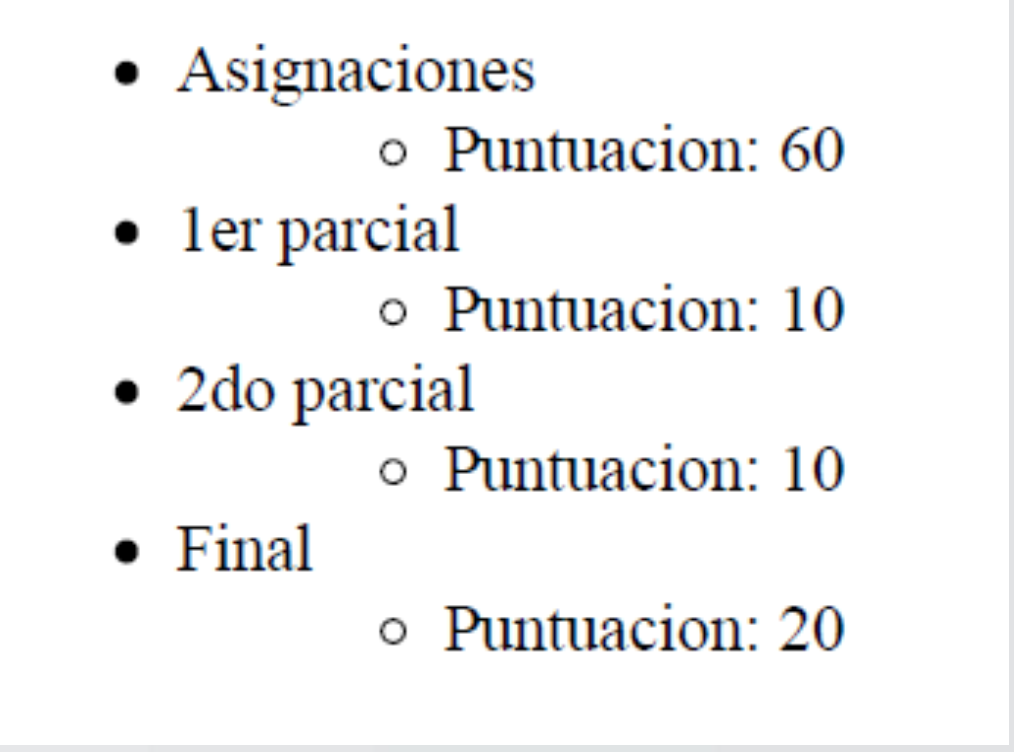 Asignaciones
Puntuacion: 60
1er parcial
Puntuacion: 10
2do parcial
Puntuacion: 10
Final
Puntuacion: 20